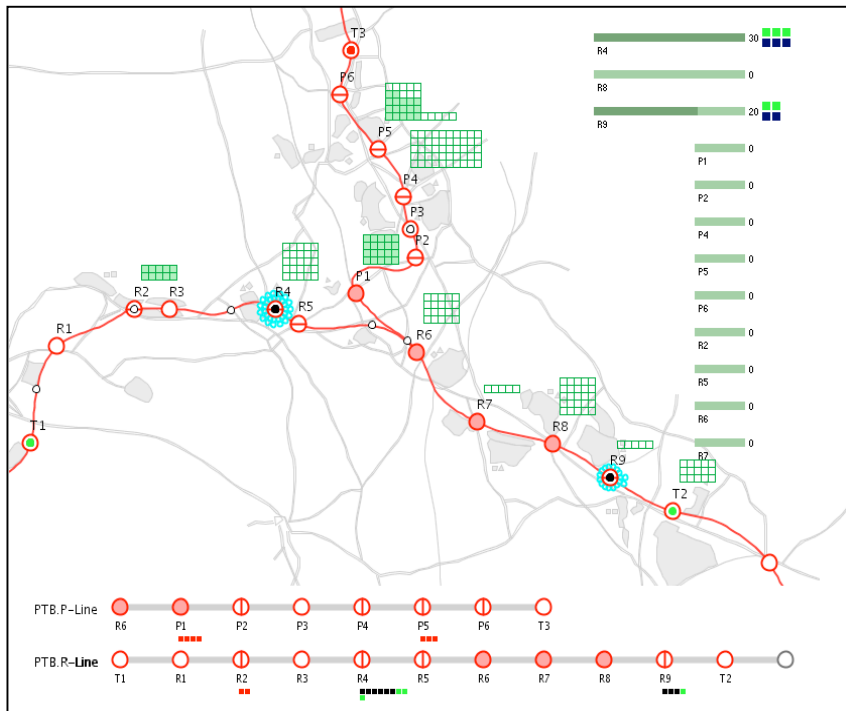 T3
30
R4
P6
0
R8
20
R9
P5
0
P1
P4
0
P2
P3
0
P4
P2
0
P5
P1
0
P6
R2
R3
R4
R5
0
R2
R1
R6
0
R5
0
R6
R7
R8
0
R7
T1
R9
T2
PTB.P-Line
R6 P1 P2 P3 P4 P5 P6 T3
PTB.R-Line
T1 R1 R2 R3 R4 R5 R6 R7 R8 R9 T2